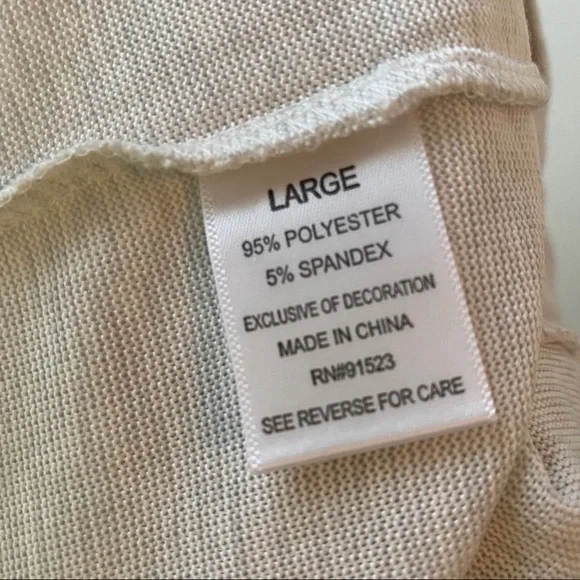 LARGE
95% POLYESTER
5% SPANDEX
EXCLUSIVE OF DECORATION
MADE IN CHINA
RN#91523
SEE REVERSE FOR CARE